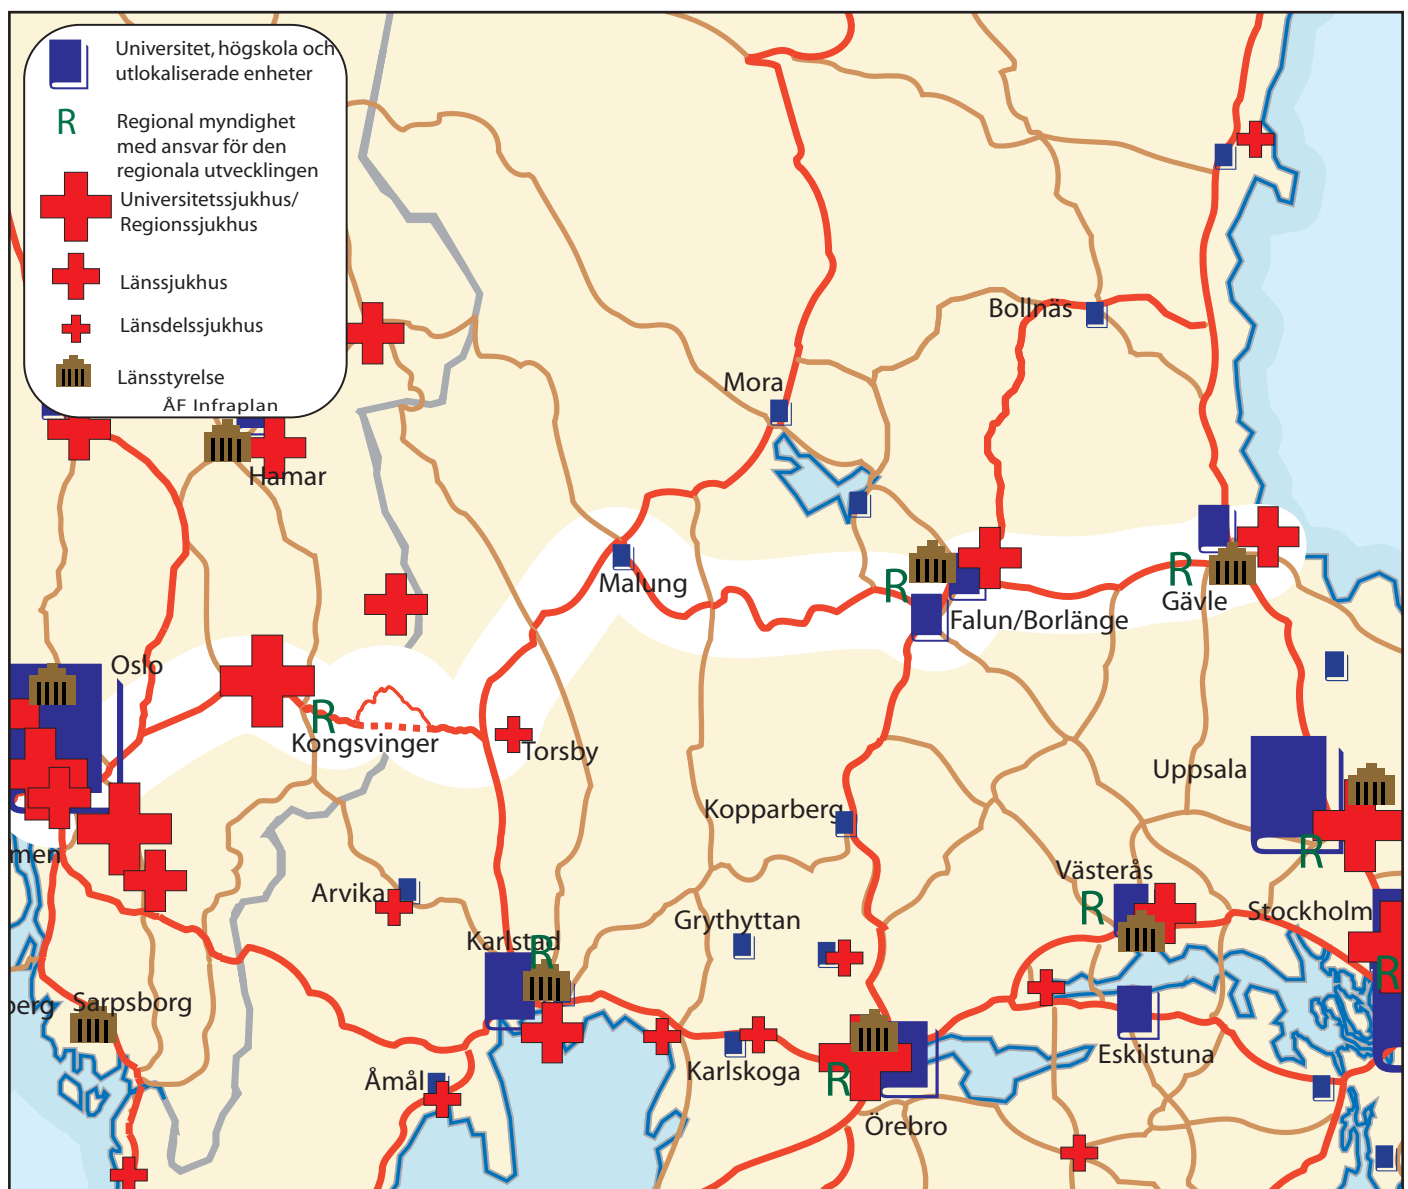 Universitet, högskola och
utlokaliserade enheter
R
Regional myndighet
med ansvar för den
regionala utvecklingen
Universitetssjukhus/
Regionssjukhus
Länssjukhus
Länsdelssjukhus
Länsstyrelse
ÅF Infraplan
Bollnäs
Mora
Hamar
Malung
R
R
Gävle
Falun/Borlänge
Oslo
R
Kongsvinger
Torsby
Uppsala
Kopparberg
R
men
Västerås
Arvika
R
Stockholm
Grythyttan
Karlstad
R
R
berg
Sarpsborg
Eskilstuna
Karlskoga
Åmål
R
Örebro